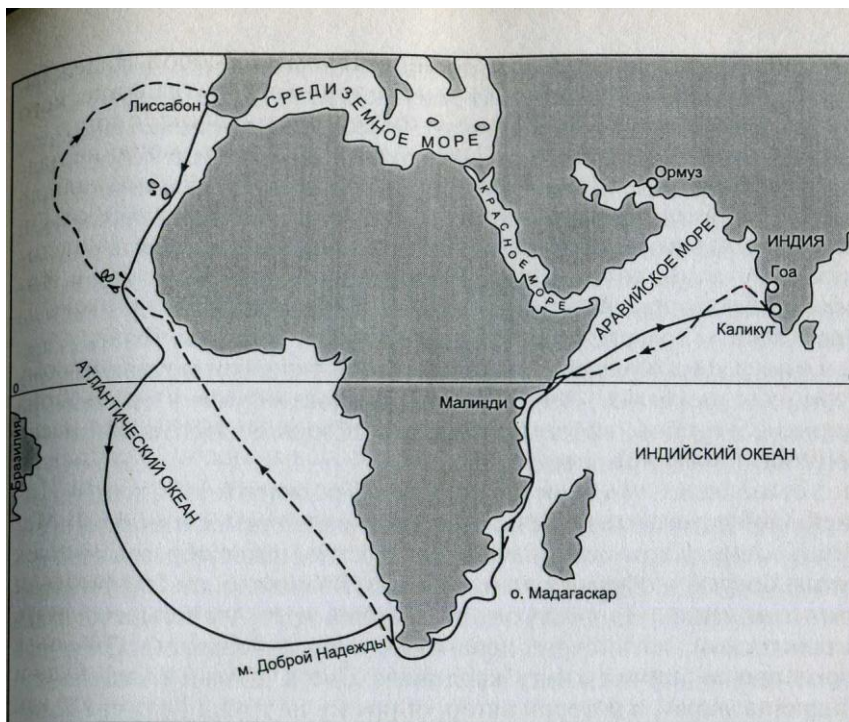 Лиссабон
СРЕДИЗЕМНОЕ МОРЕ
Ормуз
КРАСНОЕ МОРЕ
ИНДИЯ
АРАВИЙСКОЕ МОРЕ
Гоа
Каликут
АТЛАНТИЧЕСКИЙ ОКЕАН
0
Малинди
Бразилия
ИНДИЙСКИЙ ОКЕАН
о. Мадагаскар
м. Доброй Надежды